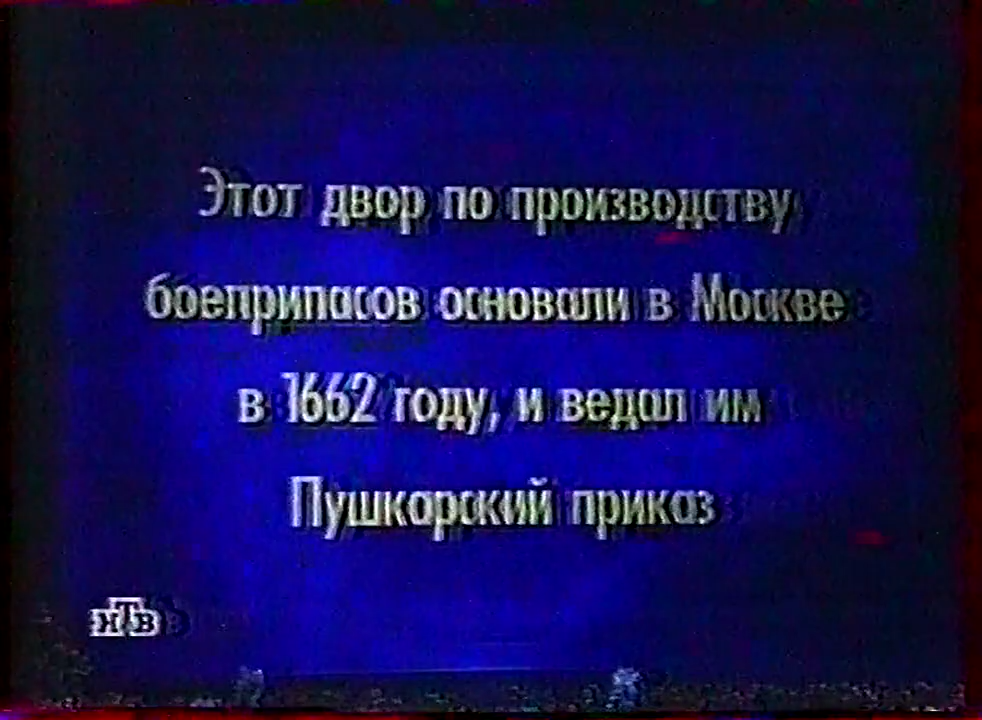 Этот двор по производству
боеприпасов основали в Москве
в 1662 году, и ведал им
Пушкарский приказ
НТВ